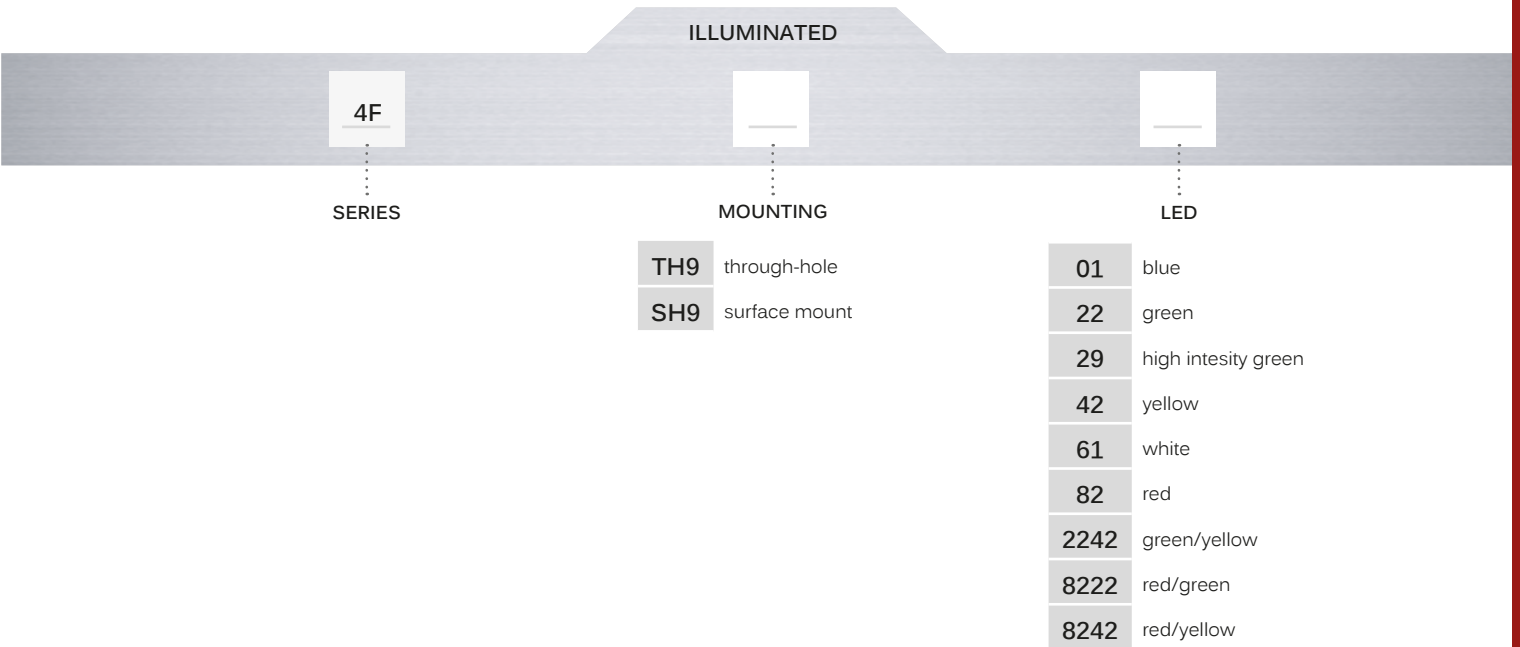 ILLUMINATED
4F
SERIES
MOUNTING
TH9 through-hole
SH9 surface mount
LED
01 blue
22 green
29 high intesity green
42 yellow
61 white
82 red
2242 green/yellow
8222 red/green
8242 red/yellow